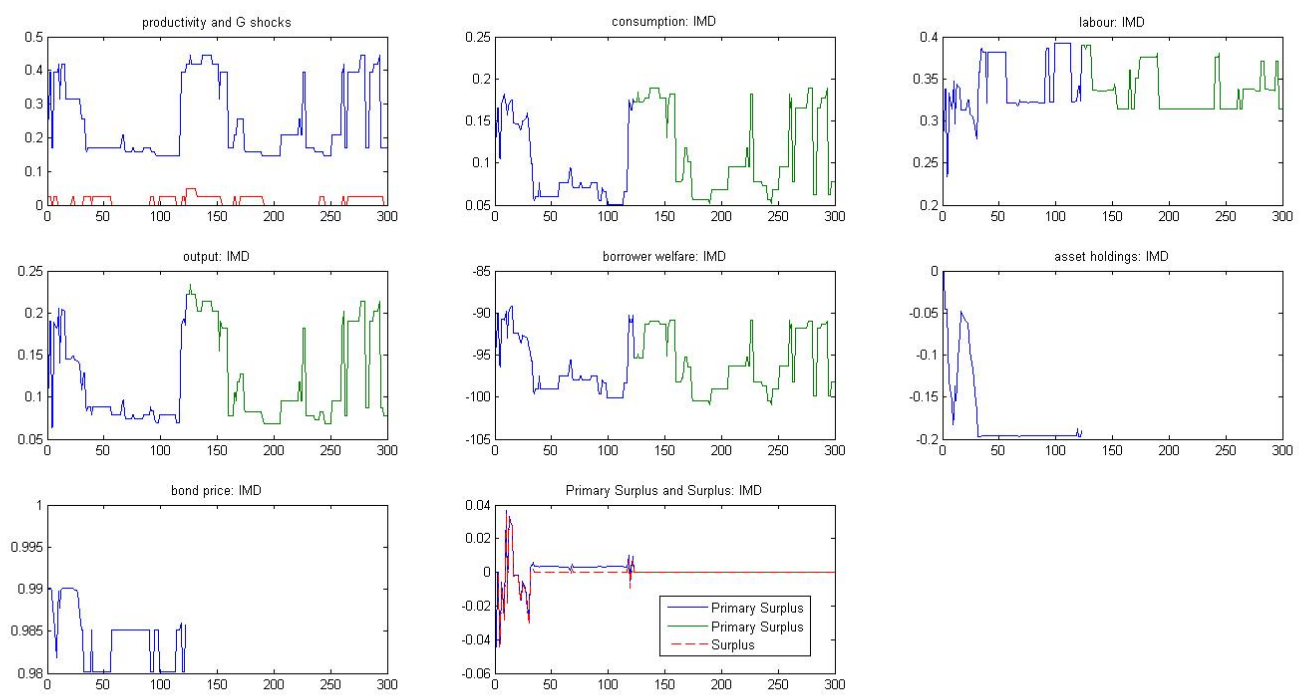 productivity and G shocks
0.5
0.4
0.3
0.2
0.1
0
0 50 100 150 200 250 300
consumption: IMD
0.25
0.2
0.15
0.1
0.05
0 50 100 150 200 250 300
labour: IMD
0.4
0.35
0.3
0.25
0.2
0 50 100 150 200 250 300
output: IMD
0.25
0.2
0.15
0.1
0.05
0 50 100 150 200 250 300
borrower welfare: IMD
-85
-90
-95
-100
-105
0 50 100 150 200 250 300
asset holdings: IMD
0
-0.05
-0.1
-0.15
-0.2
0 50 100 150 200 250 300
bond price: IMD
1
0.995
0.99
0.985
0.98
0 50 100 150 200 250 300
Primary Surplus and Surplus: IMD
0.04
0.02
0
-0.02
-0.04
-0.06
0 50 100 150 200 250 300
Primary Surplus
Primary Surplus
Surplus